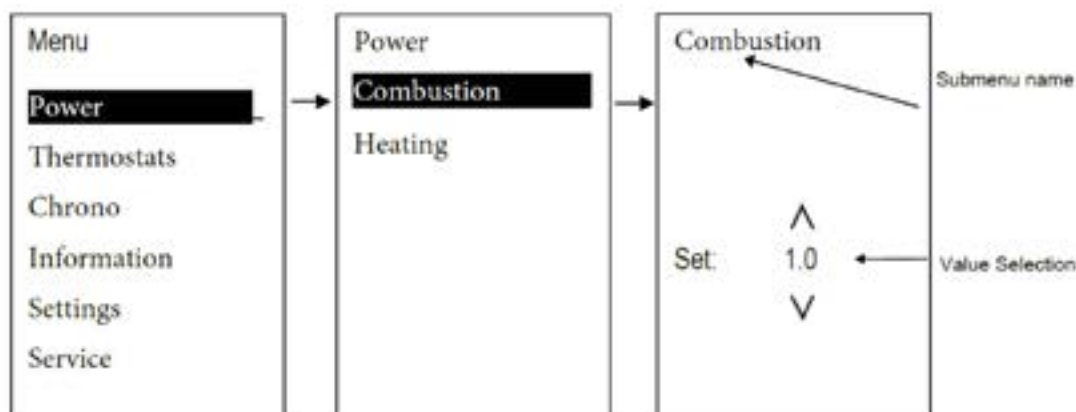 Menu
Power
Thermostats
Chrono
Information
Settings
Service
Power
Combustion
Heating
Combustion
Submenu name
Set: 1.0
Value Selection